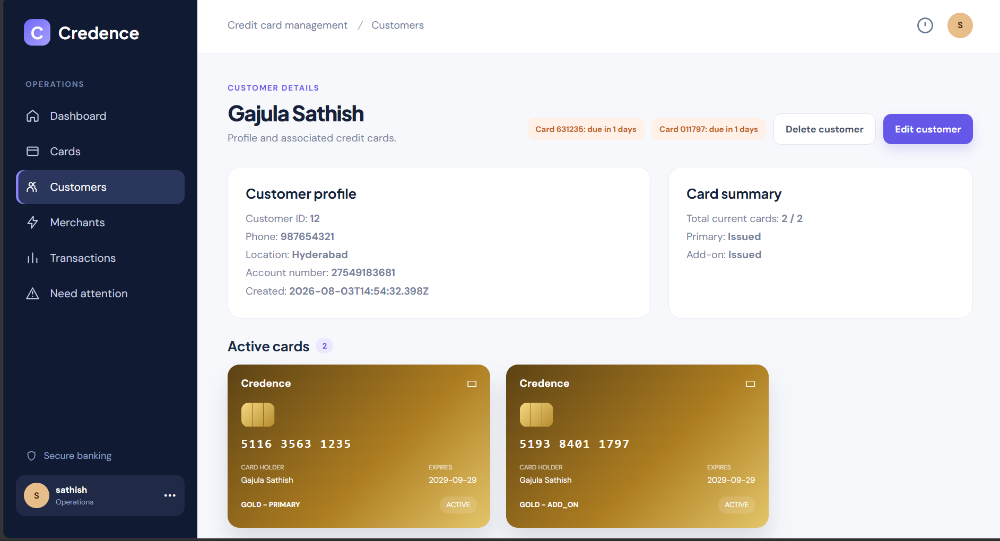 C Credence
OPERATIONS
Dashboard
Cards
Customers
Merchants
Transactions
Need attention
Secure banking
S
sathish
Operations
Credit card management / Customers
S
CUSTOMER DETAILS
Gajula Sathish
Profile and associated credit cards.
Card 631235: due in 1 days
Card 011797: due in 1 days
Delete customer
Edit customer
Customer profile
Customer ID: 12
Phone: 987654321
Location: Hyderabad
Account number: 27549183681
Created: 2026-08-03T14:54:32.398Z
Card summary
Total current cards: 2 / 2
Primary: Issued
Add-on: Issued
Active cards 2
Credence
5116 3563 1235
CARD HOLDER EXPIRES
Gajula Sathish 2029-09-29
GOLD - PRIMARY ACTIVE
Credence
5193 8401 1797
CARD HOLDER EXPIRES
Gajula Sathish 2029-09-29
GOLD - ADD_ON ACTIVE